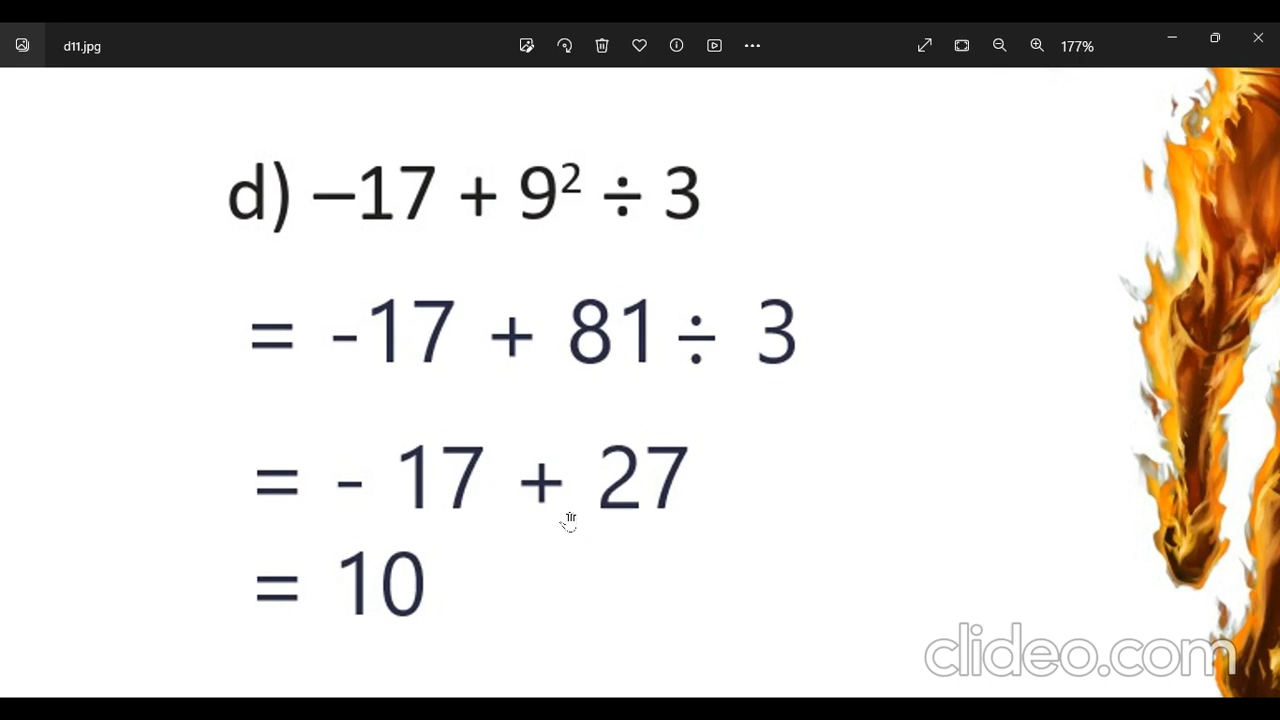 d11.jpg
177%
d) –17 + 9² ÷ 3
= -17 + 81 ÷ 3
= - 17 + 27
= 10
clideo.com